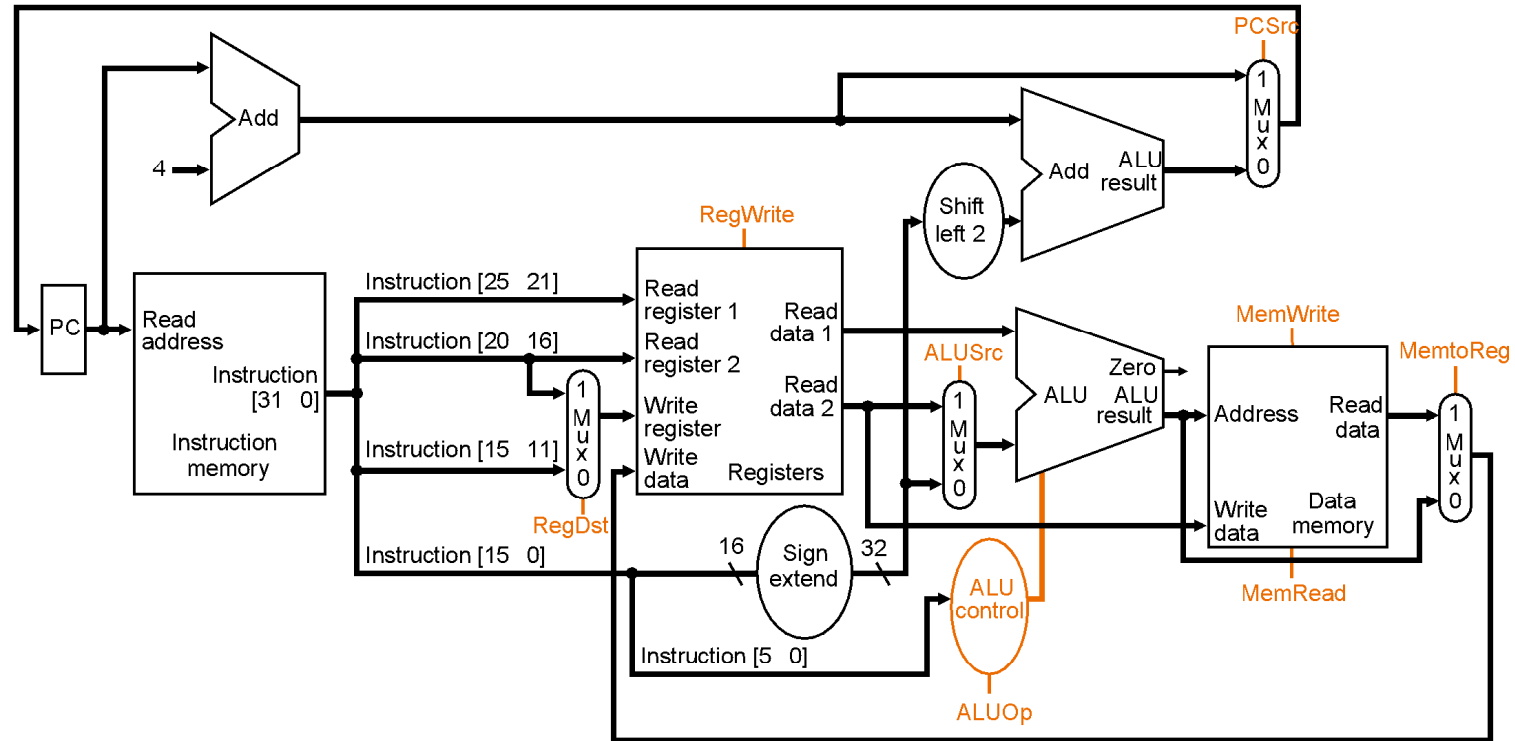 PCSrc
1
M
u
x
0
Add
4
Add
ALU
result
Shift
left 2
RegWrite
PC
Read
address
Instruction
[31 0]
Instruction
memory
Instruction [25 21]
Instruction [20 16]
Instruction [15 11]
Instruction [15 0]
Instruction [5 0]
1
M
u
x
0
RegDst
Read
register 1
Read
register 2
Write
register
Write
data
Read
data 1
Read
data 2
Registers
16
Sign
extend
32
ALUSrc
1
M
u
x
0
Zero
ALU
ALU
result
ALU
control
ALUOp
MemWrite
Address
Read
data
Write
data
Data
memory
MemRead
MemtoReg
1
M
u
x
0